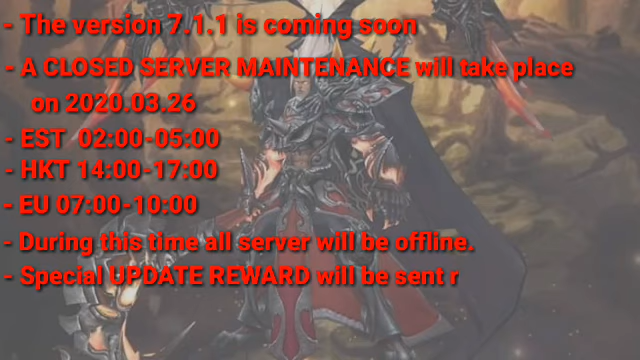 - The version 7.1.1 is coming soon
- A CLOSED SERVER MAINTENANCE will take place
on 2020.03.26
- EST 02:00-05:00
- HKT 14:00-17:00
- EU 07:00-10:00
- During this time all server will be offline.
- Special UPDATE REWARD will be sent r